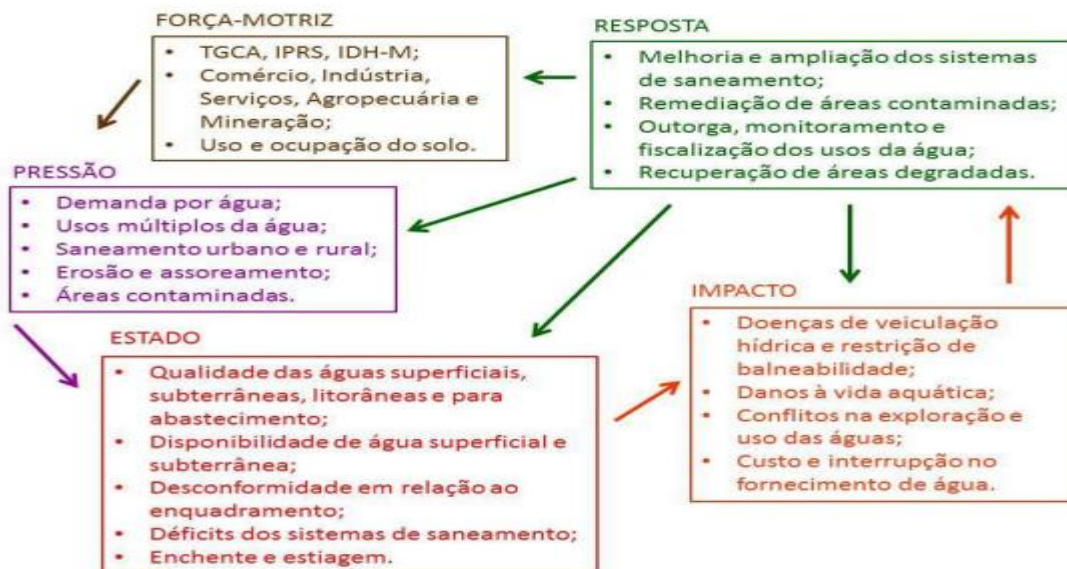 FORÇA-MOTRIZ
• TGCA, IPRS, IDH-M;
• Comércio, Indústria,
Serviços, Agropecuária e
Mineração;
• Uso e ocupação do solo.
RESPOSTA
• Melhoria e ampliação dos sistemas
de saneamento;
• Remediação de áreas contaminadas;
• Outorga, monitoramento e
fiscalização dos usos da água;
• Recuperação de áreas degradadas.
PRESSÃO
• Demanda por água;
• Usos múltiplos da água;
• Saneamento urbano e rural;
• Erosão e assoreamento;
• Áreas contaminadas.
ESTADO
• Qualidade das águas superficiais,
subterrâneas, litorâneas e para
abastecimento;
• Disponibilidade de água superficial e
subterrânea;
• Desconformidade em relação ao
enquadramento;
• Déficits dos sistemas de saneamento;
• Enchente e estiagem.
IMPACTO
• Doenças de veiculação
hídrica e restrição de
balneabilidade;
• Danos à vida aquática;
• Conflitos na exploração e
uso das águas;
• Custo e interrupção no
fornecimento de água.